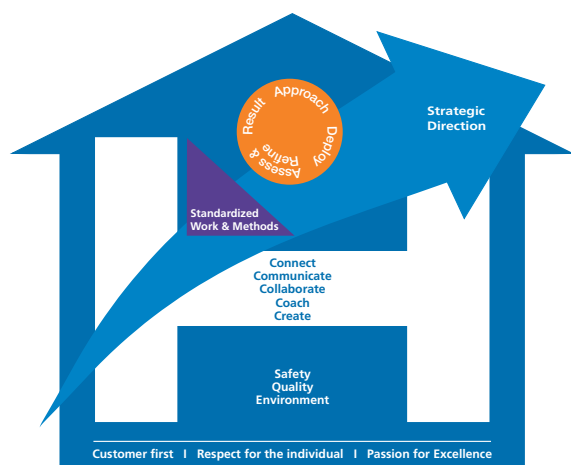 Result Approach Deploy Assess & Refine
Strategic
Direction
Standardized
Work & Methods
Connect
Communicate
Collaborate
Coach
Create
Safety
Quality
Environment
Customer first I Respect for the individual I Passion for Excellence